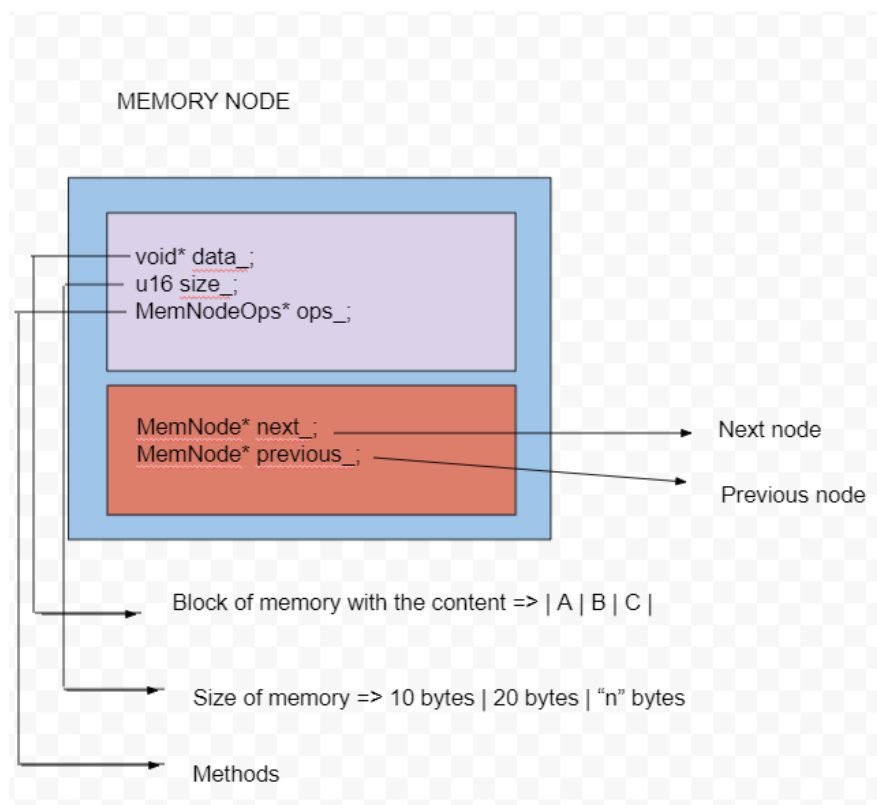 MEMORY NODE
void* data_;
u16 size_;
MemNodeOps* ops_;
MemNode* next_;
MemNode* previous_;
Next node
Previous node
Block of memory with the content => | A | B | C |
Size of memory => 10 bytes | 20 bytes | “n” bytes
Methods